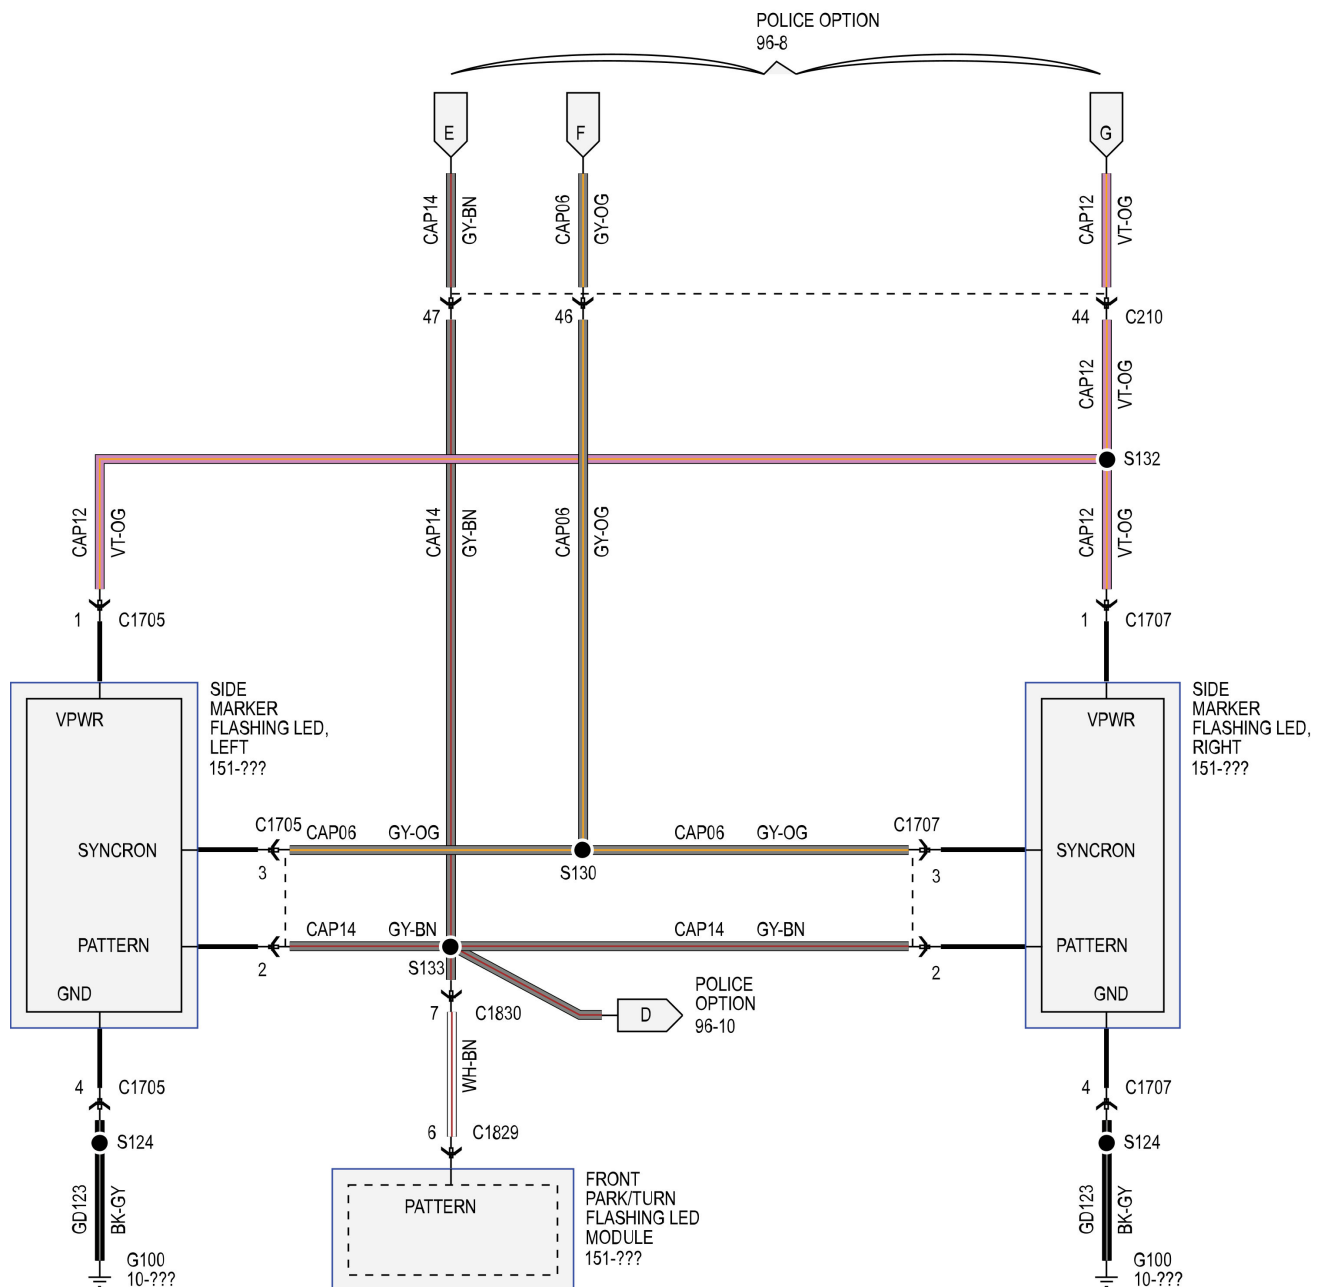 POLICE OPTION
96-8
E
F
G
CAP14
GY-BN
CAP06
GY-OG
CAP12
VT-OG
47
46
44
C210
CAP12
VT-OG
S132
CAP12
VT-OG
CAP14
GY-BN
CAP06
GY-OG
CAP12
VT-OG
1
C1705
1
C1707
SIDE
MARKER
FLASHING LED,
LEFT
151-???
VPWR
SIDE
MARKER
FLASHING LED,
RIGHT
151-???
VPWR
C1705
CAP06
GY-OG
CAP06
GY-OG
C1707
SYNCRON
3
S130
3
SYNCRON
CAP14
GY-BN
CAP14
GY-BN
PATTERN
2
S133
2
PATTERN
GND
GND
7
C1830
D
POLICE
OPTION
96-10
WH-BN
4
C1705
4
C1707
6
C1829
S124
S124
GD123
BK-GY
GD123
BK-GY
PATTERN
FRONT
PARK/TURN
FLASHING LED
MODULE
151-???
G100
10-???
G100
10-???